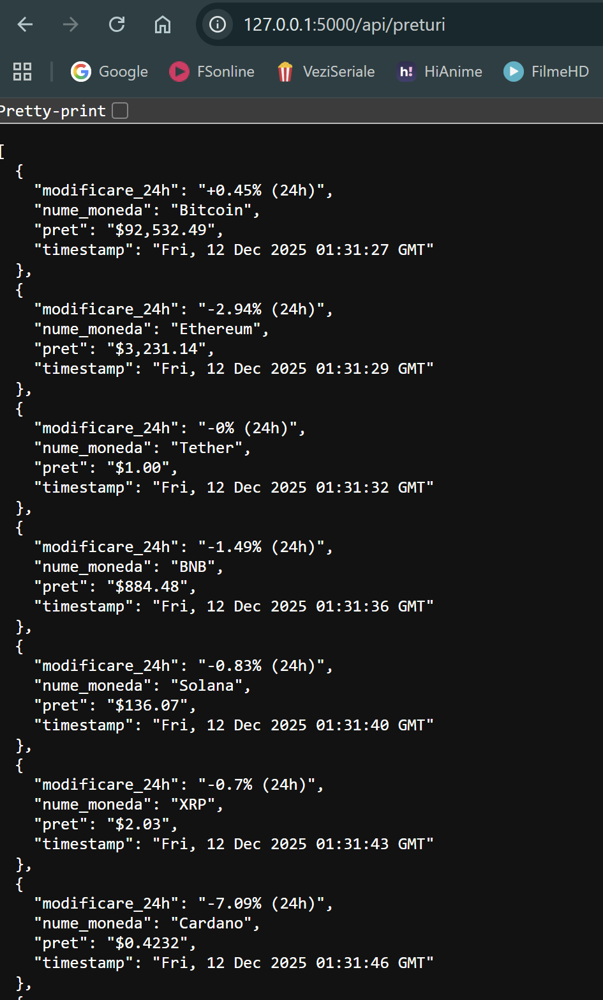 127.0.0.1:5000/api/preturi
Google FSonline VeziSeriale h! HiAnime FilmeHD
Pretty-print
[
{
"modificare_24h": "+0.45% (24h)",
"nume_moneda": "Bitcoin",
"pret": "$92,532.49",
"timestamp": "Fri, 12 Dec 2025 01:31:27 GMT"
},
{
"modificare_24h": "-2.94% (24h)",
"nume_moneda": "Ethereum",
"pret": "$3,231.14",
"timestamp": "Fri, 12 Dec 2025 01:31:29 GMT"
},
{
"modificare_24h": "-0% (24h)",
"nume_moneda": "Tether",
"pret": "$1.00",
"timestamp": "Fri, 12 Dec 2025 01:31:32 GMT"
},
{
"modificare_24h": "-1.49% (24h)",
"nume_moneda": "BNB",
"pret": "$884.48",
"timestamp": "Fri, 12 Dec 2025 01:31:36 GMT"
},
{
"modificare_24h": "-0.83% (24h)",
"nume_moneda": "Solana",
"pret": "$136.07",
"timestamp": "Fri, 12 Dec 2025 01:31:40 GMT"
},
{
"modificare_24h": "-0.7% (24h)",
"nume_moneda": "XRP",
"pret": "$2.03",
"timestamp": "Fri, 12 Dec 2025 01:31:43 GMT"
},
{
"modificare_24h": "-7.09% (24h)",
"nume_moneda": "Cardano",
"pret": "$0.4232",
"timestamp": "Fri, 12 Dec 2025 01:31:46 GMT"
},
{